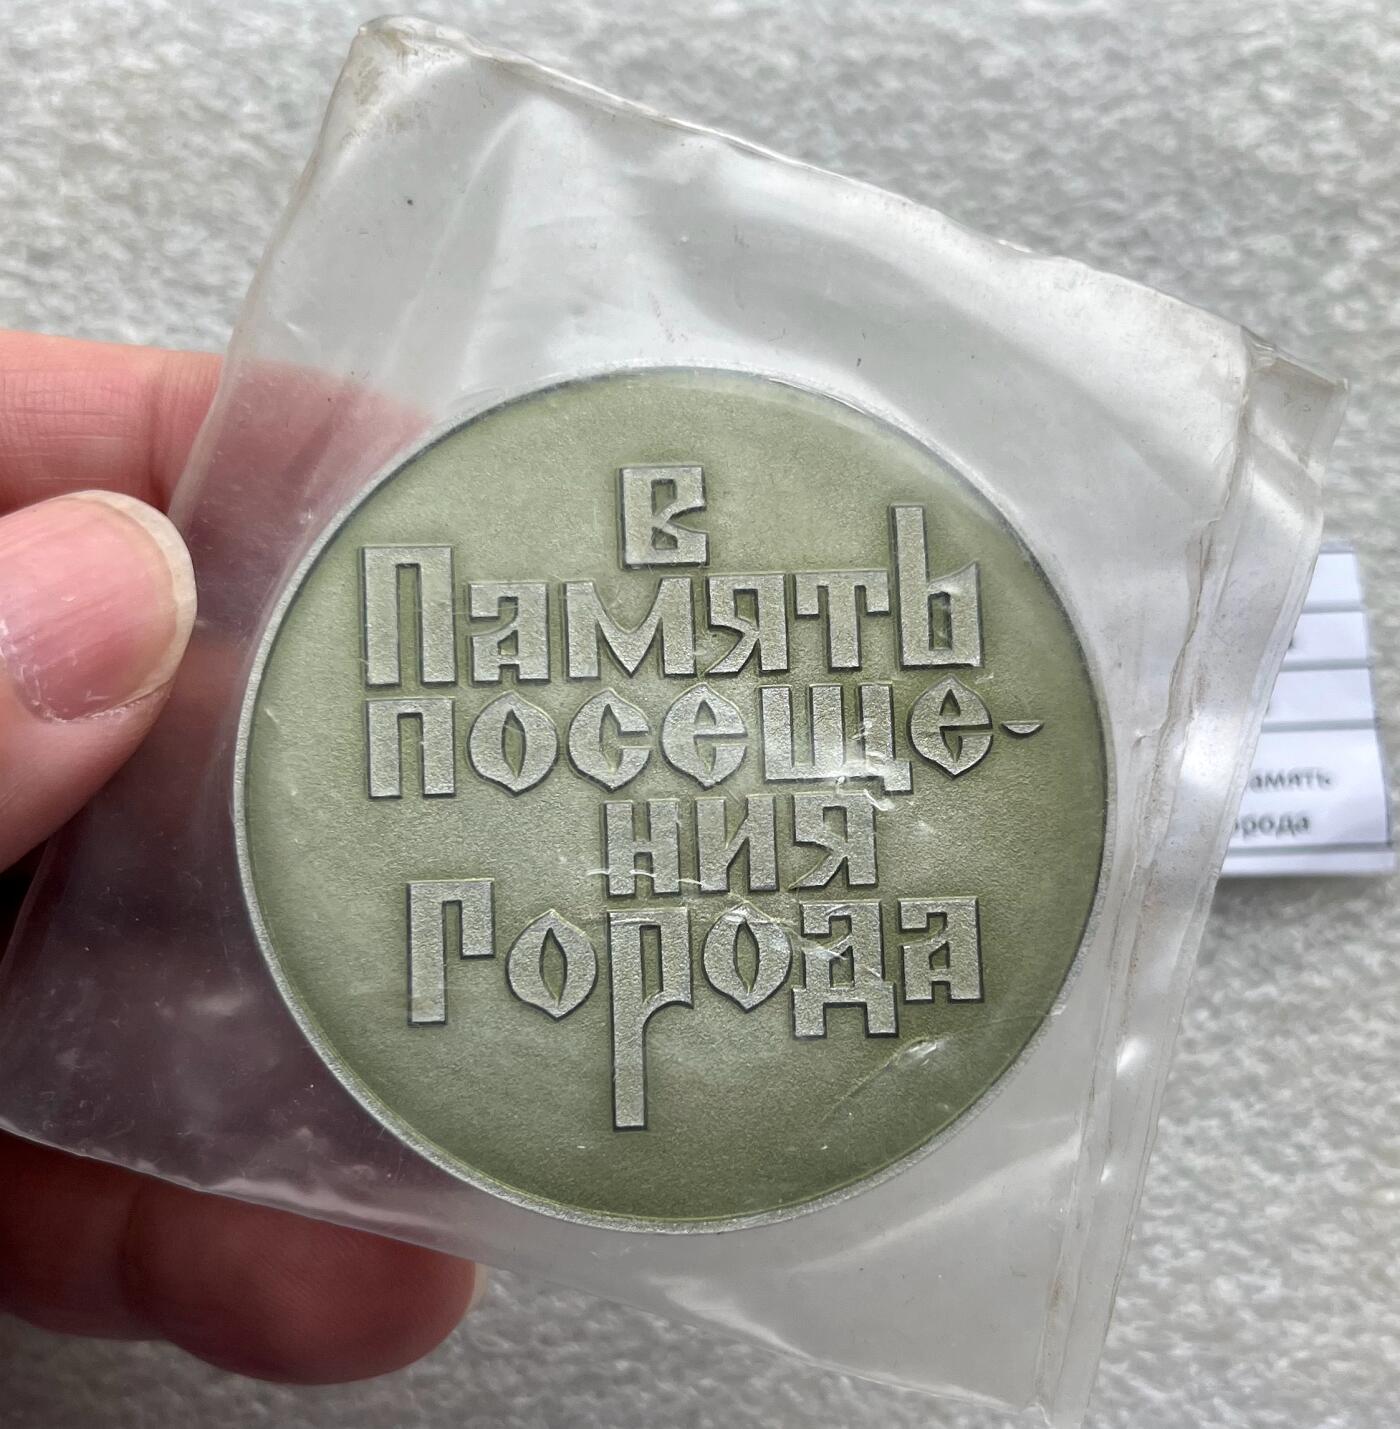 В
Память
посеще-
ния
Города